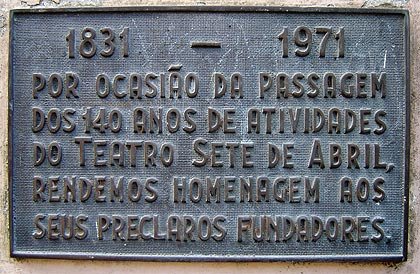 1831 — 1971
POR OCASIÃO DA PASSAGEM
DOS 140 ANOS DE ATIVIDADES
DO TEATRO SETE DE ABRIL,
RENDEMOS HOMENAGEM AOS
SEUS PRECLAROS FUNDADORES.